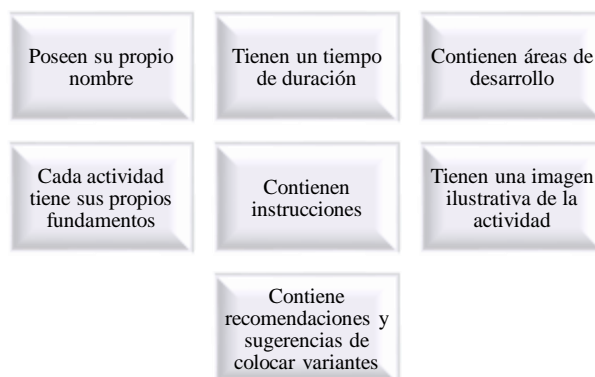 Poseen su propio
nombre
Tienen un tiempo
de duración
Contienen áreas de
desarrollo
Cada actividad
tiene sus propios
fundamentos
Contienen
instrucciones
Tienen una imagen
ilustrativa de la
actividad
Contiene
recomendaciones y
sugerencias de
colocar variantes